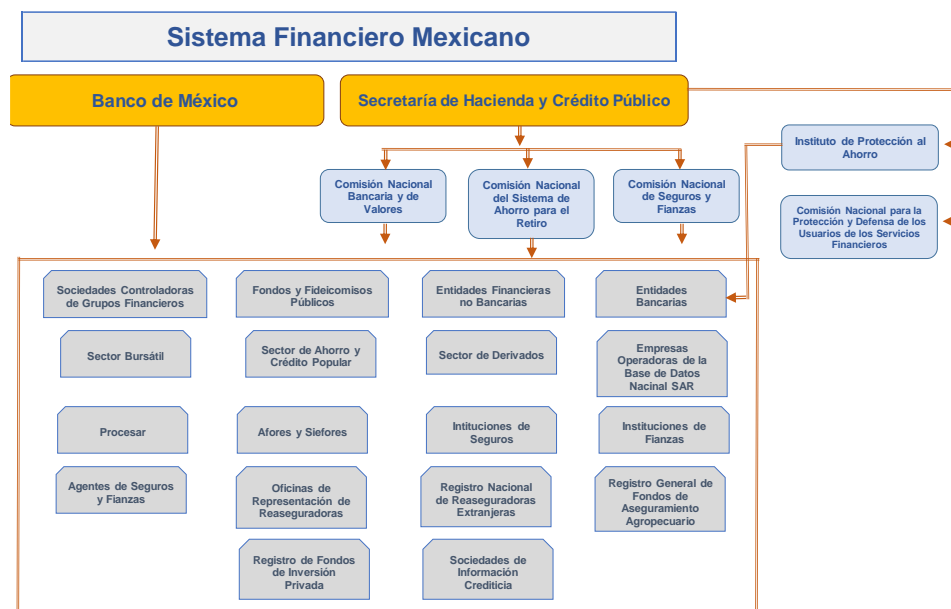 Sistema Financiero Mexicano
Banco de México
Secretaría de Hacienda y Crédito Público
Instituto de Protección al
Ahorro
Comisión Nacional
Bancaria y de
Valores
Comisión Nacional
del Sistema de
Ahorro para el
Retiro
Comisión Nacional
de Seguros y
Fianzas
Comisión Nacional para la
Protección y Defensa de los
Usuarios de los Servicios
Financieros
Sociedades Controladoras
de Grupos Financieros
Fondos y Fideicomisos
Públicos
Entidades Financieras
no Bancarias
Entidades
Bancarias
Sector Bursátil
Sector de Ahorro y
Crédito Popular
Sector de Derivados
Empresas
Operadoras de la
Base de Datos
Nacinal SAR
Procesar
Afores y Siefores
Intituciones de
Seguros
Instituciones de
Fianzas
Agentes de Seguros
y Fianzas
Oficinas de
Representación de
Reaseguradoras
Registro Nacional
de Reaseguradoras
Extranjeras
Registro General de
Fondos de
Aseguramiento
Agropecuario
Registro de Fondos
de Inversión
Privada
Sociedades de
Información
Crediticia